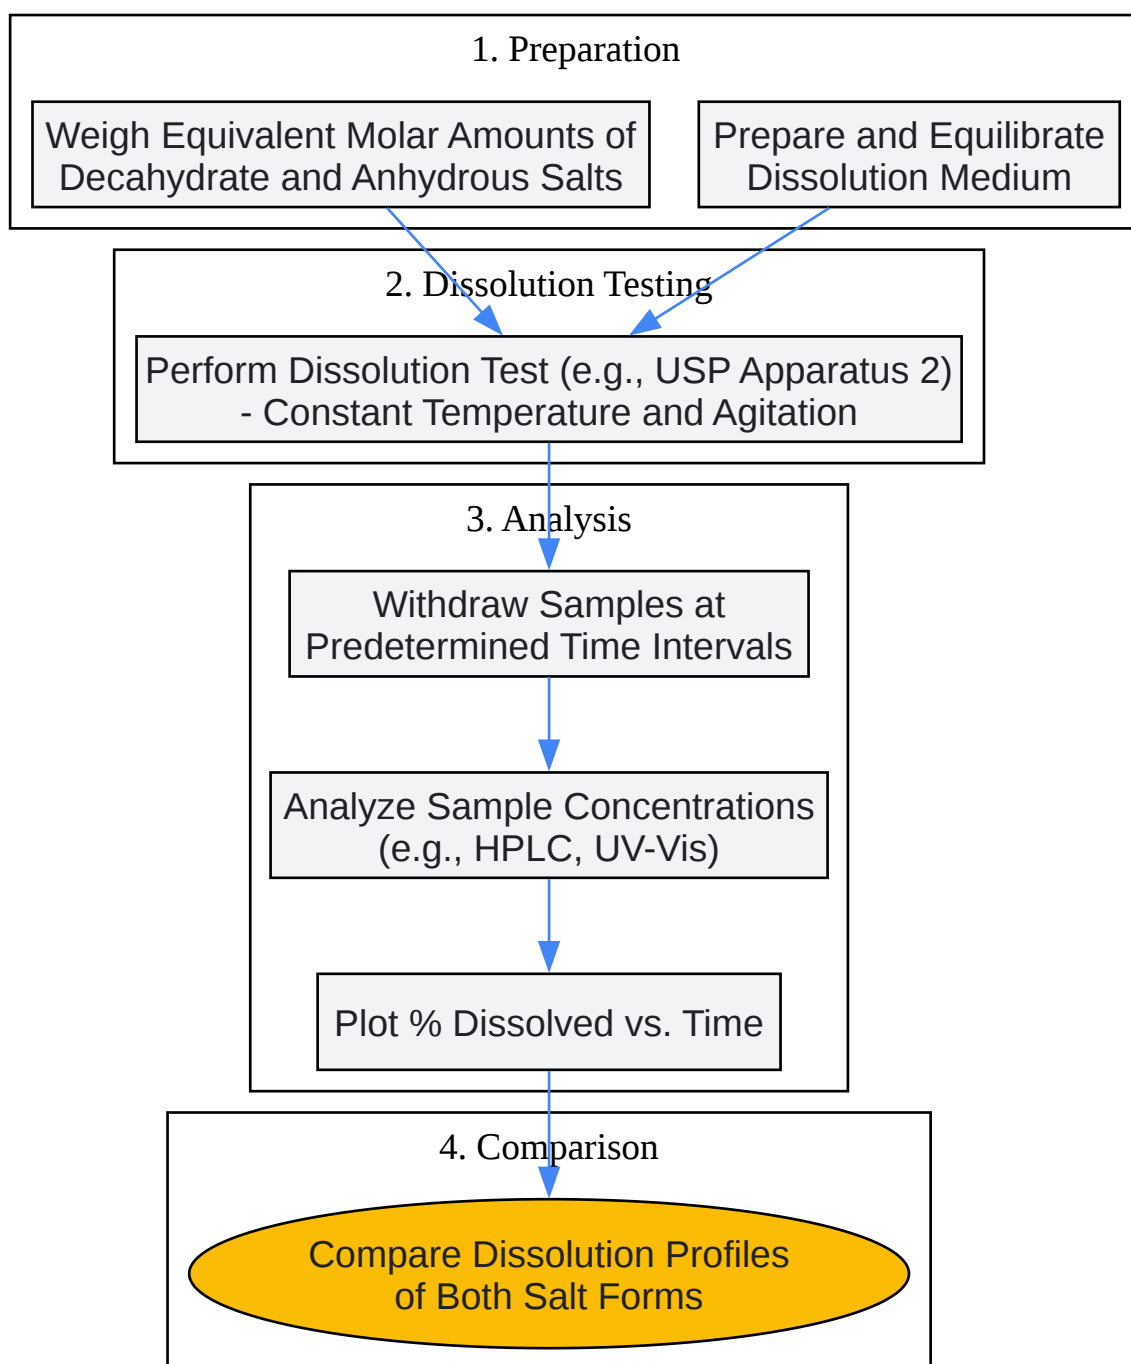 1. Preparation
Weigh Equivalent Molar Amounts of
Decahydrate and Anhydrous Salts
Prepare and Equilibrate
Dissolution Medium
2. Dissolution Testing
Perform Dissolution Test (e.g., USP Apparatus 2)
- Constant Temperature and Agitation
3. Analysis
Withdraw Samples at
Predetermined Time Intervals
Analyze Sample Concentrations
(e.g., HPLC, UV-Vis)
Plot % Dissolved vs. Time
4. Comparison
Compare Dissolution Profiles
of Both Salt Forms